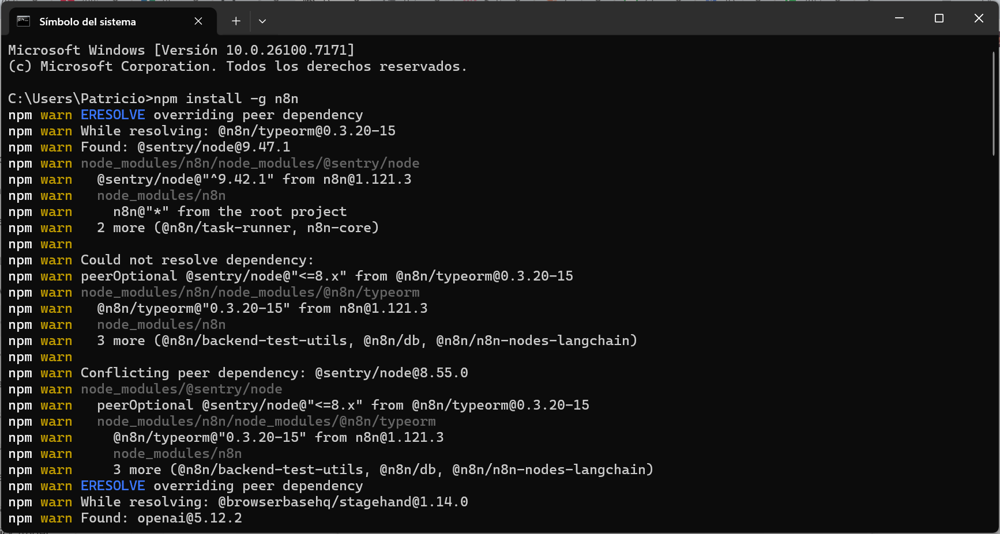 Símbolo del sistema
Microsoft Windows [Versión 10.0.26100.7171]
(c) Microsoft Corporation. Todos los derechos reservados.
C:\Users\Patricio>npm install -g n8n
npm warn ERESOLVE overriding peer dependency
npm warn While resolving: @n8n/typeorm@0.3.20-15
npm warn Found: @sentry/node@9.47.1
npm warn node_modules/n8n/node_modules/@sentry/node
npm warn   @sentry/node@"^9.42.1" from n8n@1.121.3
npm warn   node_modules/n8n
npm warn     n8n@"*" from the root project
npm warn   2 more (@n8n/task-runner, n8n-core)
npm warn
npm warn Could not resolve dependency:
npm warn peerOptional @sentry/node@"<=8.x" from @n8n/typeorm@0.3.20-15
npm warn node_modules/n8n/node_modules/@n8n/typeorm
npm warn   @n8n/typeorm@"0.3.20-15" from n8n@1.121.3
npm warn   node_modules/n8n
npm warn   3 more (@n8n/backend-test-utils, @n8n/db, @n8n/n8n-nodes-langchain)
npm warn
npm warn Conflicting peer dependency: @sentry/node@8.55.0
npm warn node_modules/@sentry/node
npm warn   peerOptional @sentry/node@"<=8.x" from @n8n/typeorm@0.3.20-15
npm warn   node_modules/n8n/node_modules/@n8n/typeorm
npm warn     @n8n/typeorm@"0.3.20-15" from n8n@1.121.3
npm warn     node_modules/n8n
npm warn     3 more (@n8n/backend-test-utils, @n8n/db, @n8n/n8n-nodes-langchain)
npm warn ERESOLVE overriding peer dependency
npm warn While resolving: @browserbasehq/stagehand@1.14.0
npm warn Found: openai@5.12.2